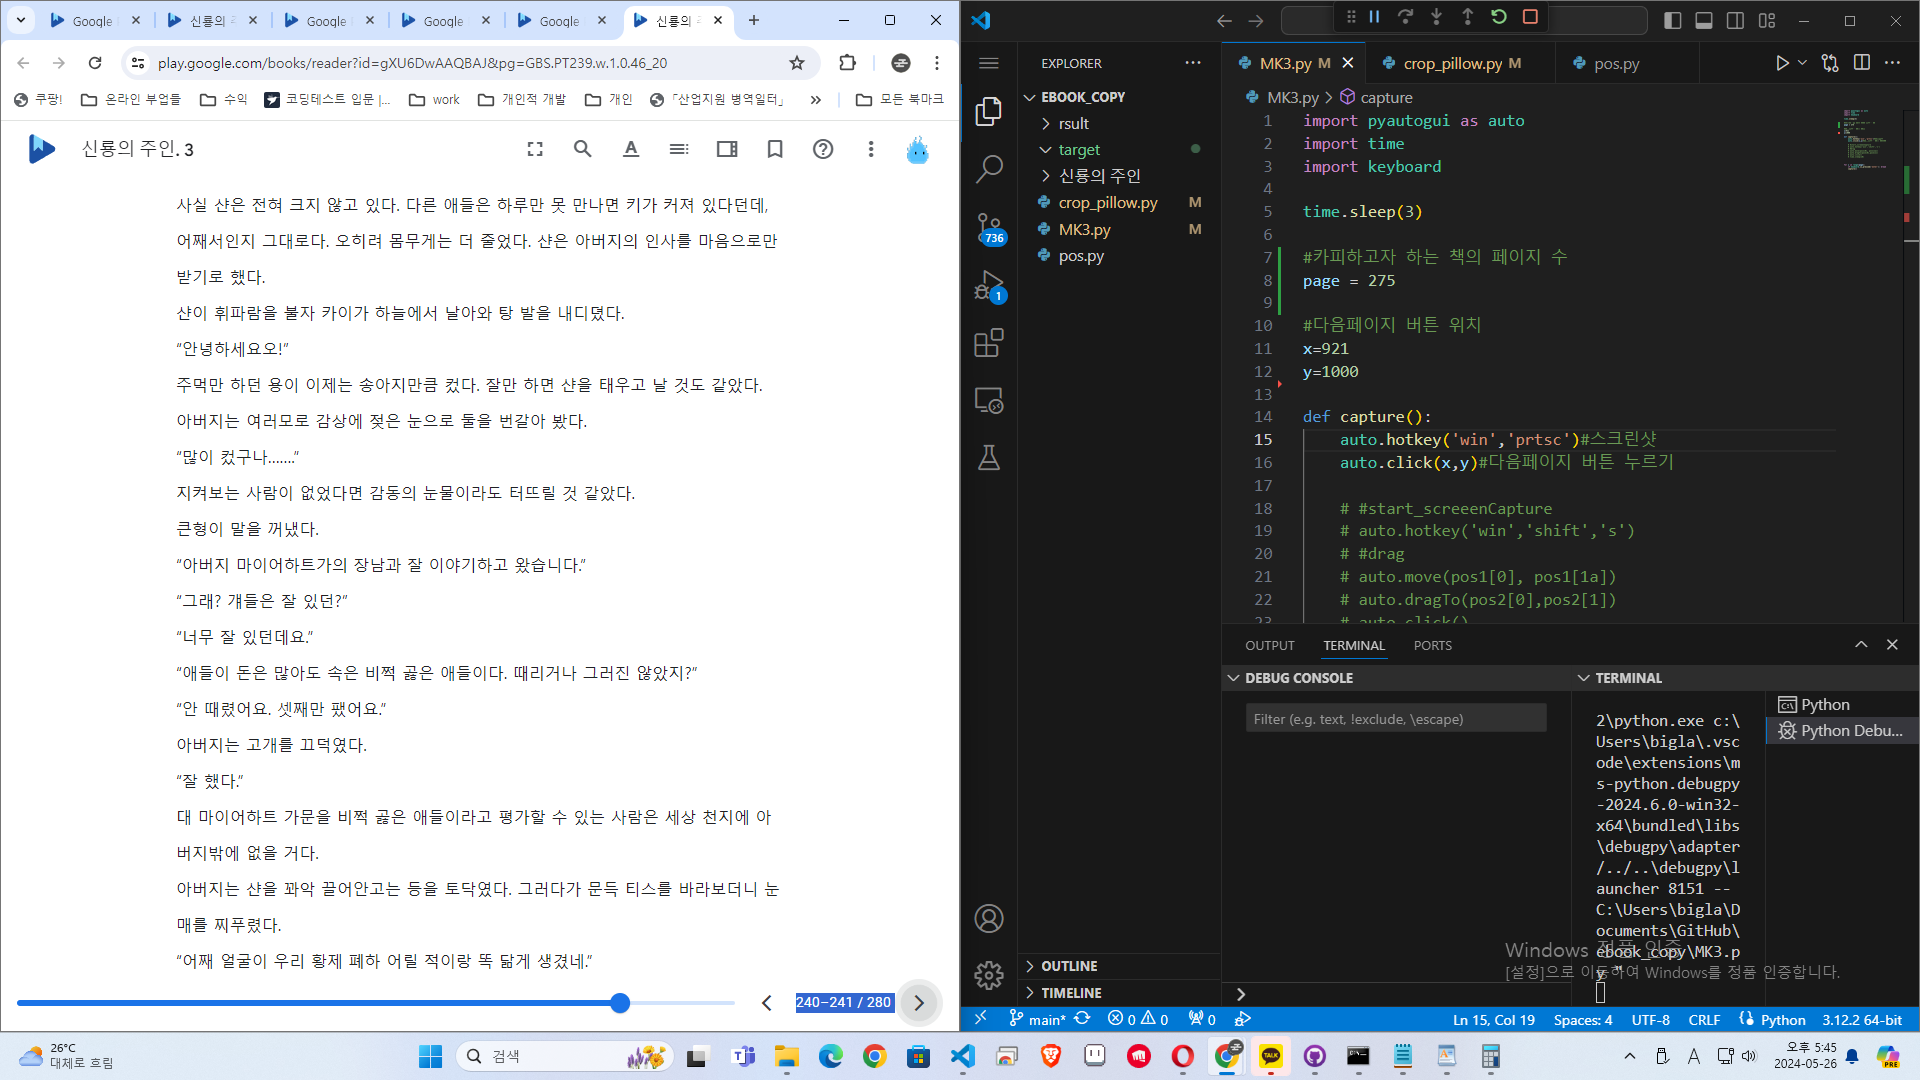 Google
신룡의 주
Google
Google
Google
신룡의 주
play.google.com/books/reader?id=gXU6DwAAQBAJ&pg=GBS.PT239.w.1.0.46_20
쿠팡!
온라인 부업들
수익
코딩테스트 입문 |...
work
개인적 개발
개인
「산업지원 병역일터」
»
모든 북마크
신룡의 주인. 3
사실 샨은 전혀 크지 않고 있다. 다른 애들은 하루만 못 만나면 키가 커져 있다던데,
어째서인지 그대로다. 오히려 몸무게는 더 줄었다. 샨은 아버지의 인사를 마음으로만
받기로 했다.
샨이 휘파람을 불자 카이가 하늘에서 날아와 탕 발을 내디뎠다.
“안녕하세요오!”
주먹만 하던 용이 이제는 송아지만큼 컸다. 잘만 하면 샨을 태우고 날 것도 같았다.
아버지는 여러모로 감상에 젖은 눈으로 둘을 번갈아 봤다.
“많이 컸구나…….”
지켜보는 사람이 없었다면 감동의 눈물이라도 터뜨릴 것 같았다.
큰형이 말을 꺼냈다.
“아버지 마이어하트가의 장남과 잘 이야기하고 왔습니다.”
“그래? 걔들은 잘 있던?”
“너무 잘 있던데요.”
“애들이 돈은 많아도 속은 비쩍 곯은 애들이다. 때리거나 그러진 않았지?”
“안 때렸어요. 셋째만 팼어요.”
아버지는 고개를 끄덕였다.
“잘 했다.”
대 마이어하트 가문을 비쩍 곯은 애들이라고 평가할 수 있는 사람은 세상 천지에 아
버지밖에 없을 거다.
아버지는 샨을 꽈악 끌어안고는 등을 토닥였다. 그러다가 문득 티스를 바라보더니 눈
매를 찌푸렸다.
“어째 얼굴이 우리 황제 폐하 어릴 적이랑 똑 닮게 생겼네.”
240–241 / 280
EXPLORER
EBOOK_COPY
rsult
target
신룡의 주인
crop_pillow.py M
MK3.py M
pos.py
736
1
OUTLINE
TIMELINE
MK3.py M
crop_pillow.py M
pos.py
MK3.py
capture
1 import pyautogui as auto
2 import time
3 import keyboard
4
5 time.sleep(3)
6
7 #카피하고자 하는 책의 페이지 수
8 page = 275
9
10 #다음페이지 버튼 위치
11 x=921
12 y=1000
13
14 def capture():
15 auto.hotkey('win','prtsc')#스크린샷
16 auto.click(x,y)#다음페이지 버튼 누르기
17
18 # #start_screeenCapture
19 # auto.hotkey('win','shift','s')
20 # #drag
21 # auto.move(pos1[0], pos1[1a])
22 # auto.dragTo(pos2[0],pos2[1])
23 # auto.click()
OUTPUT
TERMINAL
PORTS
DEBUG CONSOLE
Filter (e.g. text, !exclude, \escape)
TERMINAL
2\python.exe c:\
Users\bigla\.vsc
ode\extensions\m
s-python.debugpy
-2024.6.0-win32-
x64\bundled\libs
\debugpy\adapter
/../..\debugpy\l
auncher 8151 --
C:\Users\bigla\D
ocuments\GitHub\
ebook_copy\MK3.p
y "
Python
Python Debu...
Windows 정품 인증
[설정]으로 이동하여 Windows를 정품 인증합니다.
main*
0
0
0
Ln 15, Col 19
Spaces: 4
UTF-8
CRLF
Python
3.12.2 64-bit
26°C
대체로 흐림
검색
TALK
A
오후 5:45
2024-05-26
PRE